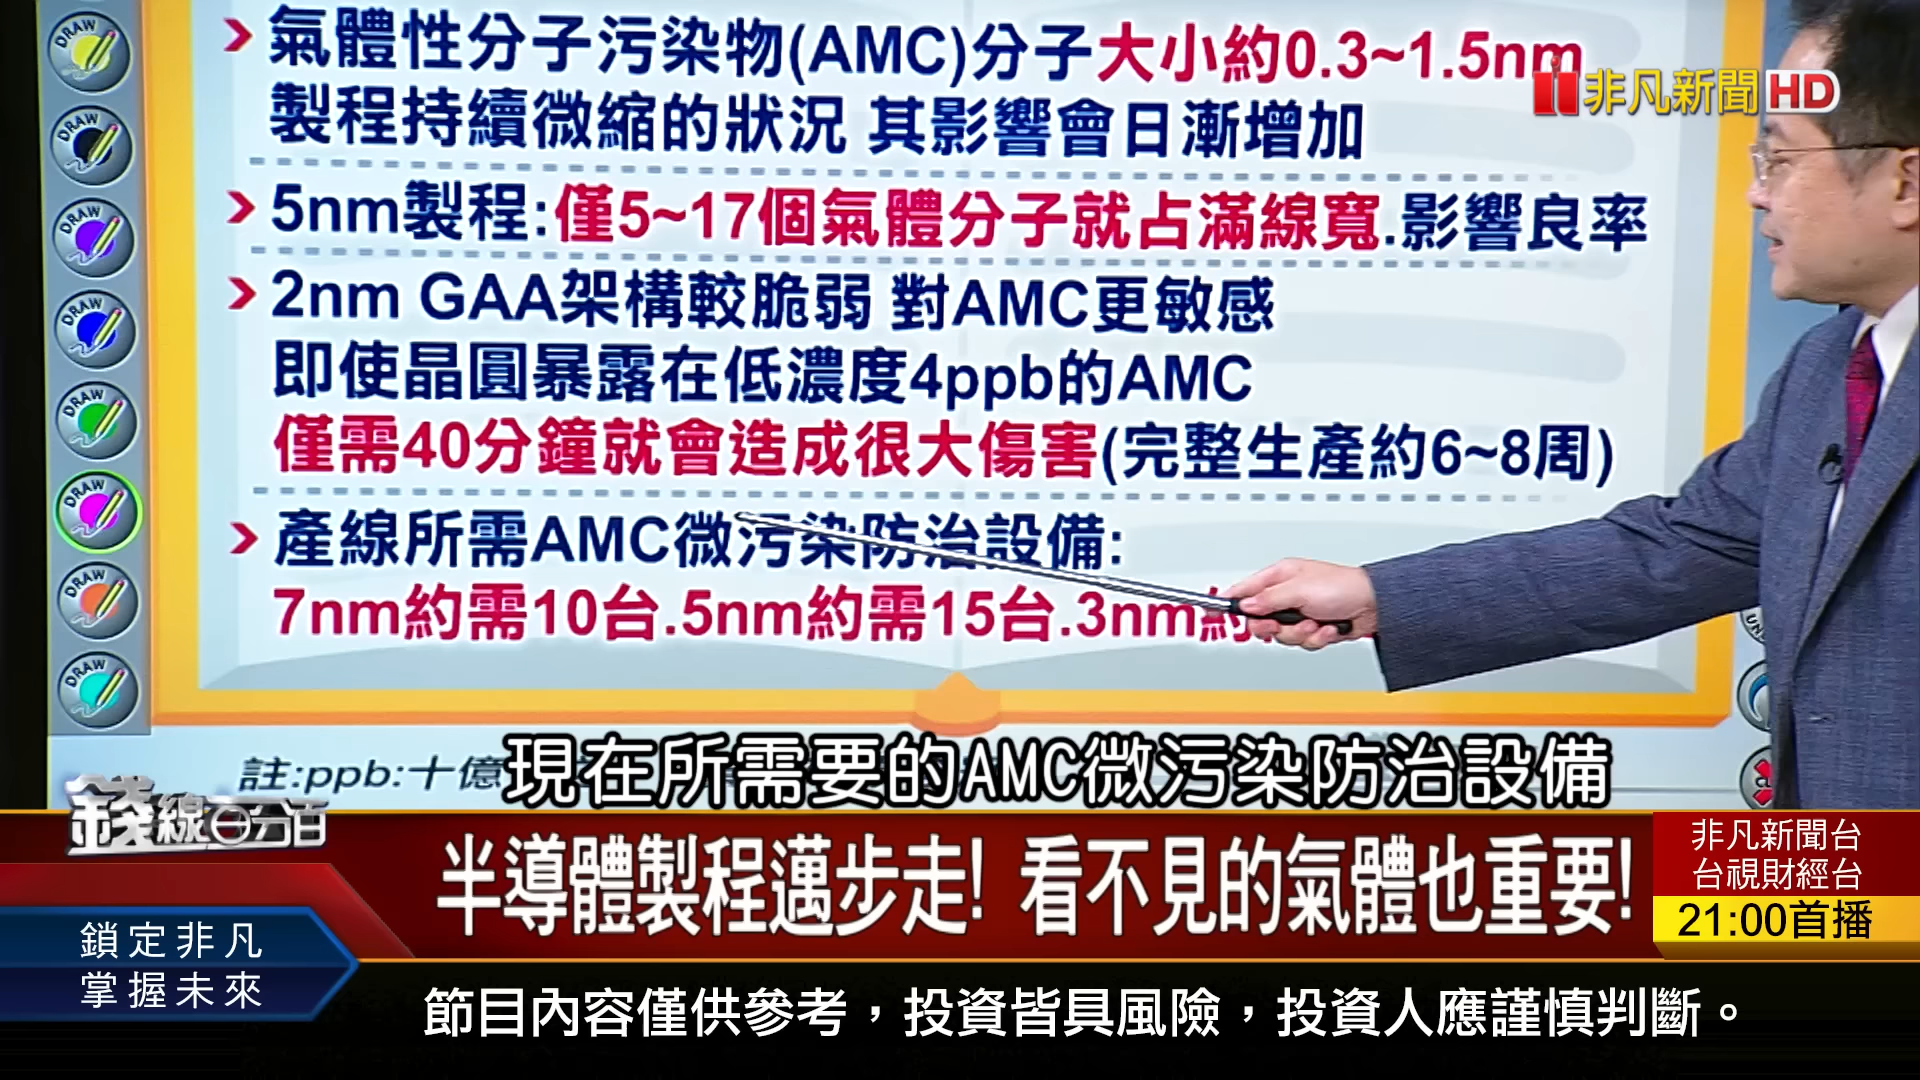 氣體性分子污染物(AMC)分子大小約0.3~1.5nm
製程持續微縮的狀況 其影響會日漸增加
5nm製程:僅5~17個氣體分子就占滿線寬.影響良率
2nm GAA架構較脆弱 對AMC更敏感
即使晶圓暴露在低濃度4ppb的AMC
僅需40分鐘就會造成很大傷害(完整生產約6~8周)
產線所需AMC微污染防治設備:
7nm約需10台.5nm約需15台.3nm約
註:ppb:十億
非凡新聞HD
DRAW
DRAW
DRAW
DRAW
DRAW
DRAW
DRAW
DRAW
現在所需要的AMC微污染防治設備
錢線百分百
半導體製程邁步走! 看不見的氣體也重要!
非凡新聞台
台視財經台
21:00首播
鎖定非凡
掌握未來
節目內容僅供參考，投資皆具風險，投資人應謹慎判斷。